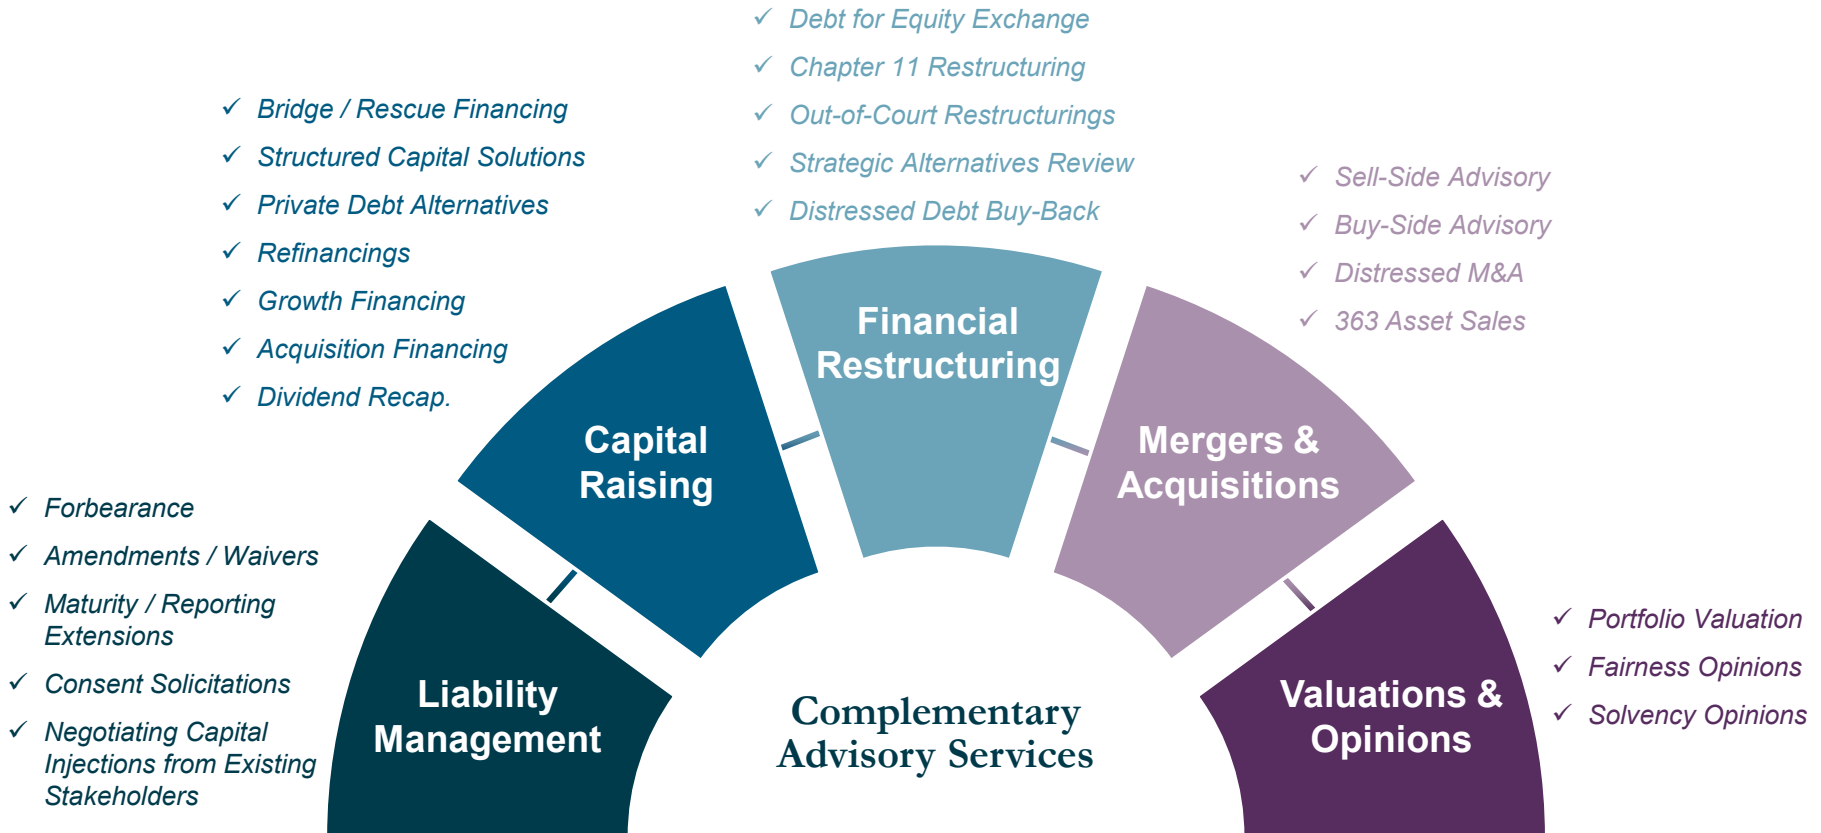 Debt for Equity Exchange
Chapter 11 Restructuring
Out-of-Court Restructurings
Strategic Alternatives Review
Distressed Debt Buy-Back
Bridge / Rescue Financing
Structured Capital Solutions
Private Debt Alternatives
Refinancings
Growth Financing
Acquisition Financing
Dividend Recap.
Sell-Side Advisory
Buy-Side Advisory
Distressed M&A
363 Asset Sales
Financial
Restructuring
Capital
Raising
Mergers &
Acquisitions
Forbearance
Amendments / Waivers
Maturity / Reporting
Extensions
Consent Solicitations
Negotiating Capital
Injections from Existing
Stakeholders
Liability
Management
Complementary
Advisory Services
Valuations &
Opinions
Portfolio Valuation
Fairness Opinions
Solvency Opinions